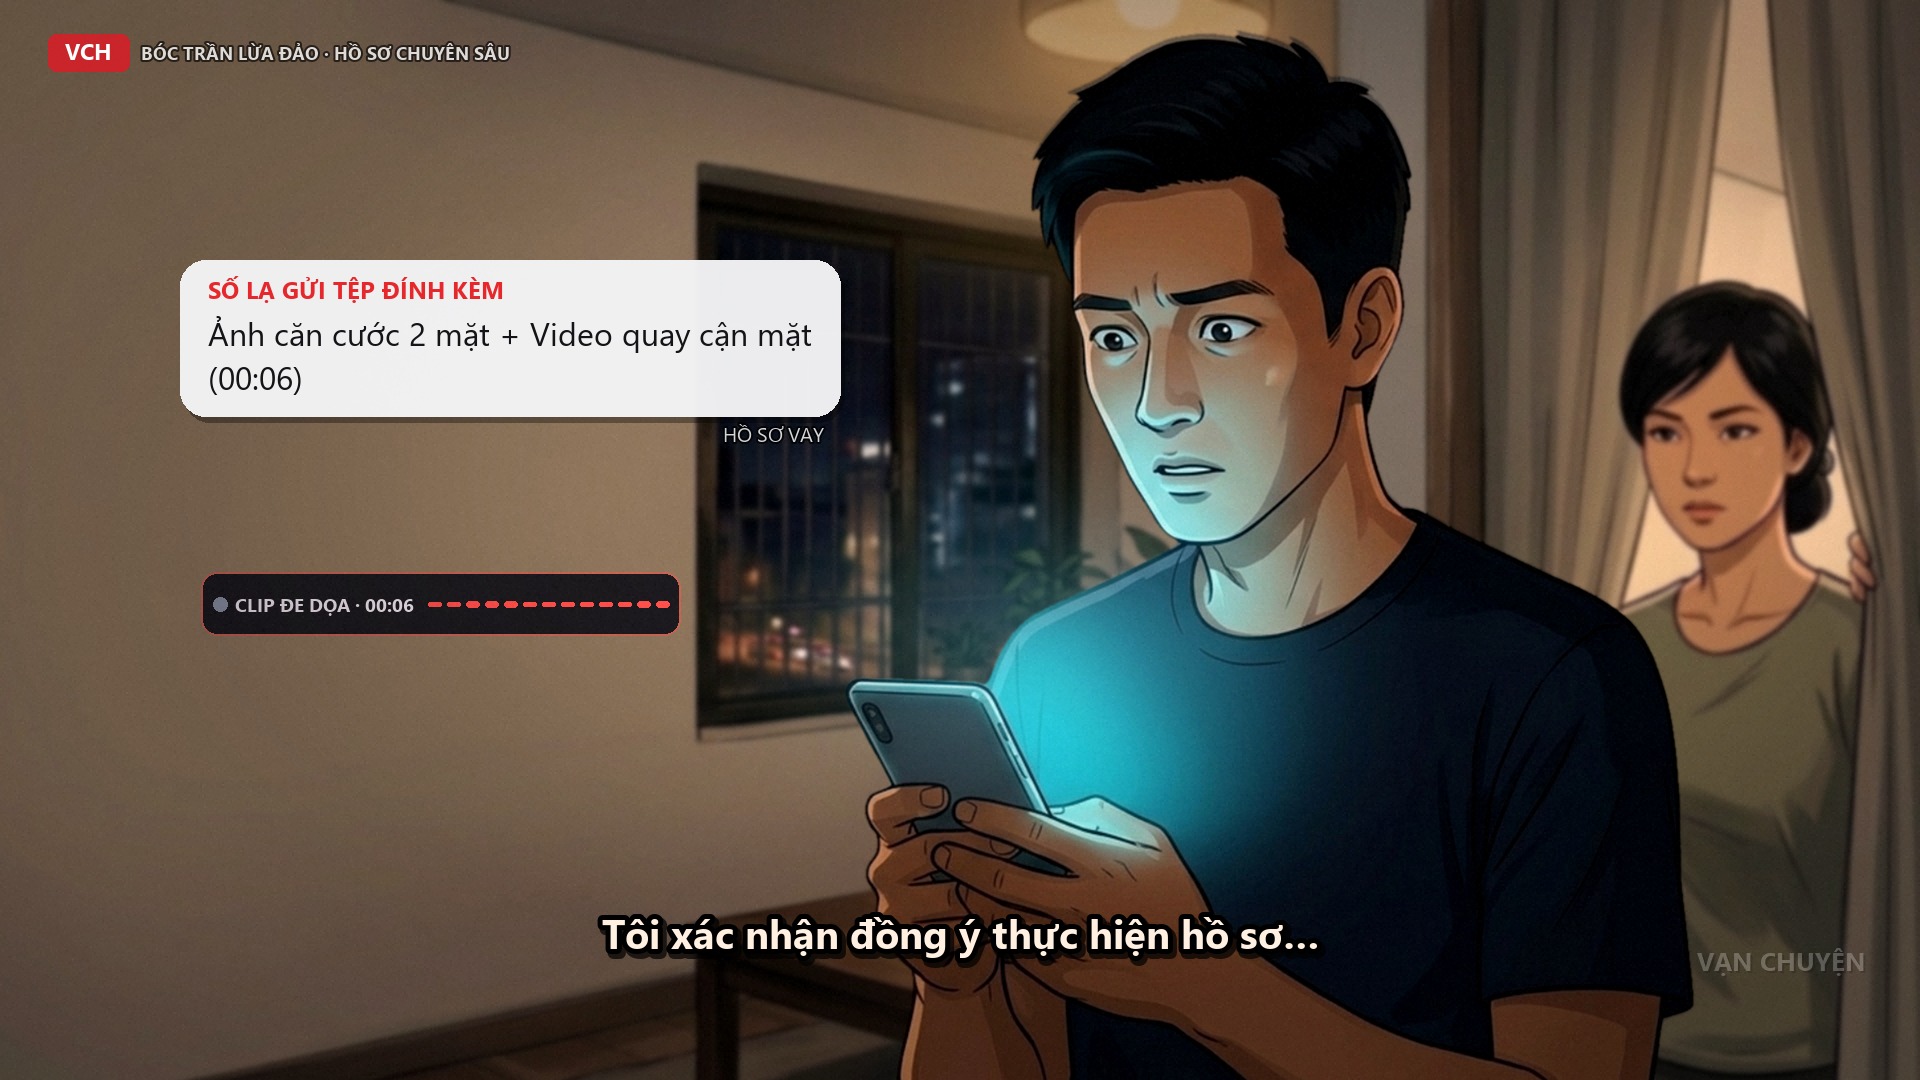 VCH
BÓC TRẦN LỪA ĐẢO · HỒ SƠ CHUYÊN SÂU
SỐ LẠ GỬI TỆP ĐÍNH KÈM
Ảnh căn cước 2 mặt + Video quay cận mặt
(00:06)
HỒ SƠ VAY
CLIP ĐE DỌA · 00:06
Tôi xác nhận đồng ý thực hiện hồ sơ...
VẠN CHUYỆN